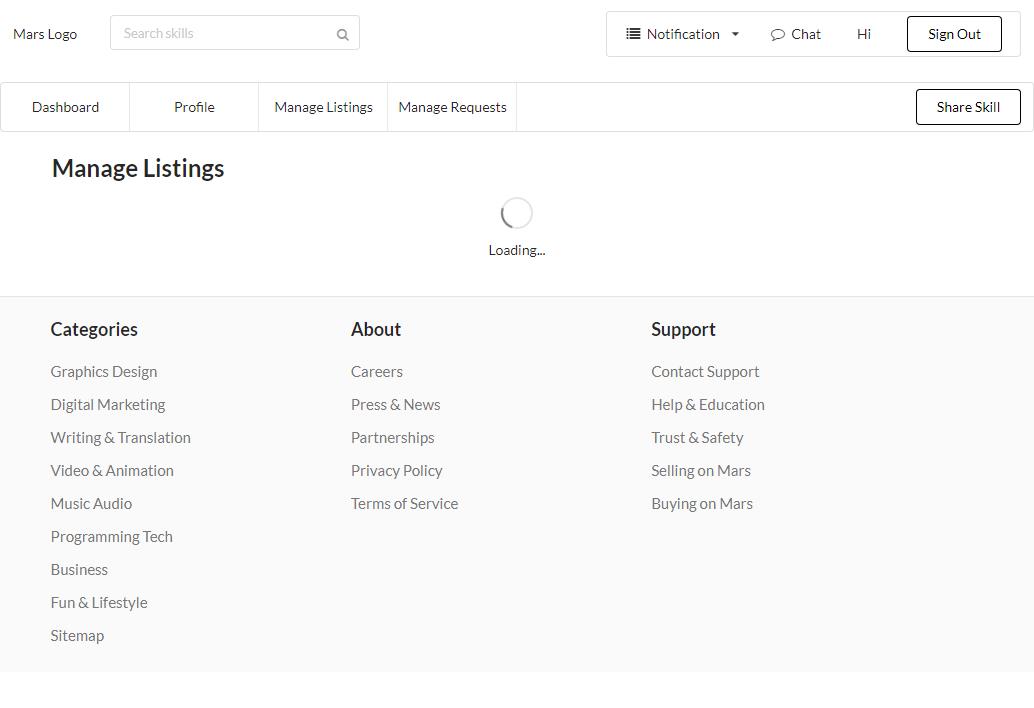 Mars Logo
Search skills
Notification
Chat
Hi
Sign Out
Dashboard
Profile
Manage Listings
Manage Requests
Share Skill
Manage Listings
Loading...
Categories
Graphics Design
Digital Marketing
Writing & Translation
Video & Animation
Music Audio
Programming Tech
Business
Fun & Lifestyle
Sitemap
About
Careers
Press & News
Partnerships
Privacy Policy
Terms of Service
Support
Contact Support
Help & Education
Trust & Safety
Selling on Mars
Buying on Mars